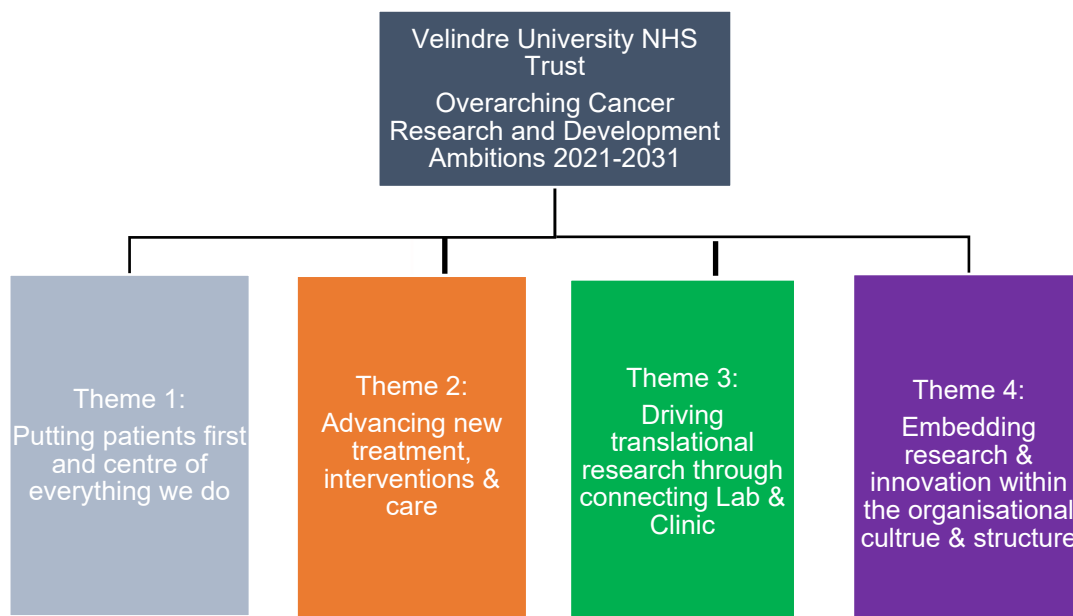 Velindre University NHS
Trust
Overarching Cancer
Research and Development
Ambitions 2021-2031
Theme 1:
Putting patients first
and centre of
everything we do
Theme 2:
Advancing new
treatment,
interventions &
care
Theme 3:
Driving
translational
research through
connecting Lab &
Clinic
Theme 4:
Embedding
research &
innovation within
the organisational
cultrue & structure